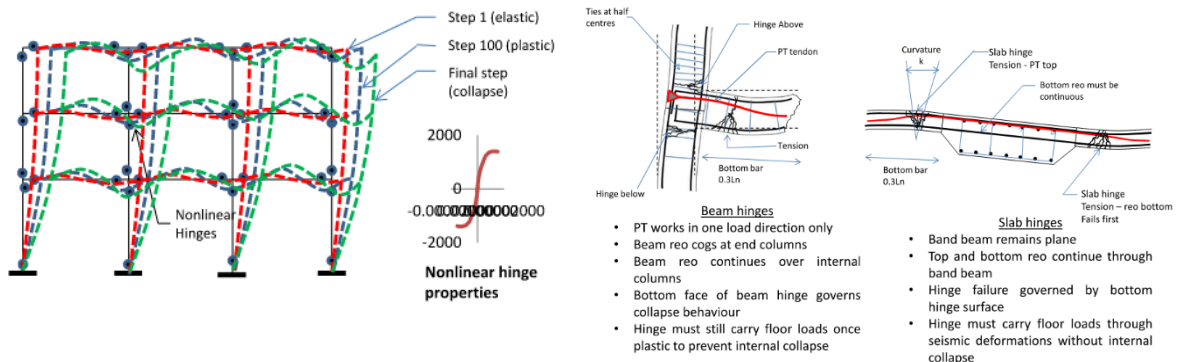 Step 1 (elastic)
Step 100 (plastic)
Final step
(collapse)
Nonlinear
Hinges
2000
0
-2000
Nonlinear hinge
properties
Ties at half
centres
Hinge Above
PT tendon
Tension
Bottom bar
0.3Ln
Hinge below
Beam hinges
• PT works in one load direction only
• Beam reo cogs at end columns
• Beam reo continues over internal
columns
• Bottom face of beam hinge governs
collapse behaviour
• Hinge must still carry floor loads once
plastic to prevent internal collapse
Curvature
k
Slab hinge
Tension - PT top
Bottom reo must be
continuous
Bottom bar
0.3Ln
Slab hinge
Tension – reo bottom
Fails first
Slab hinges
• Band beam remains plane
• Top and bottom reo continue through
band beam
• Hinge failure governed by bottom
hinge surface
• Hinge must carry floor loads through
seismic deformations without internal
collapse